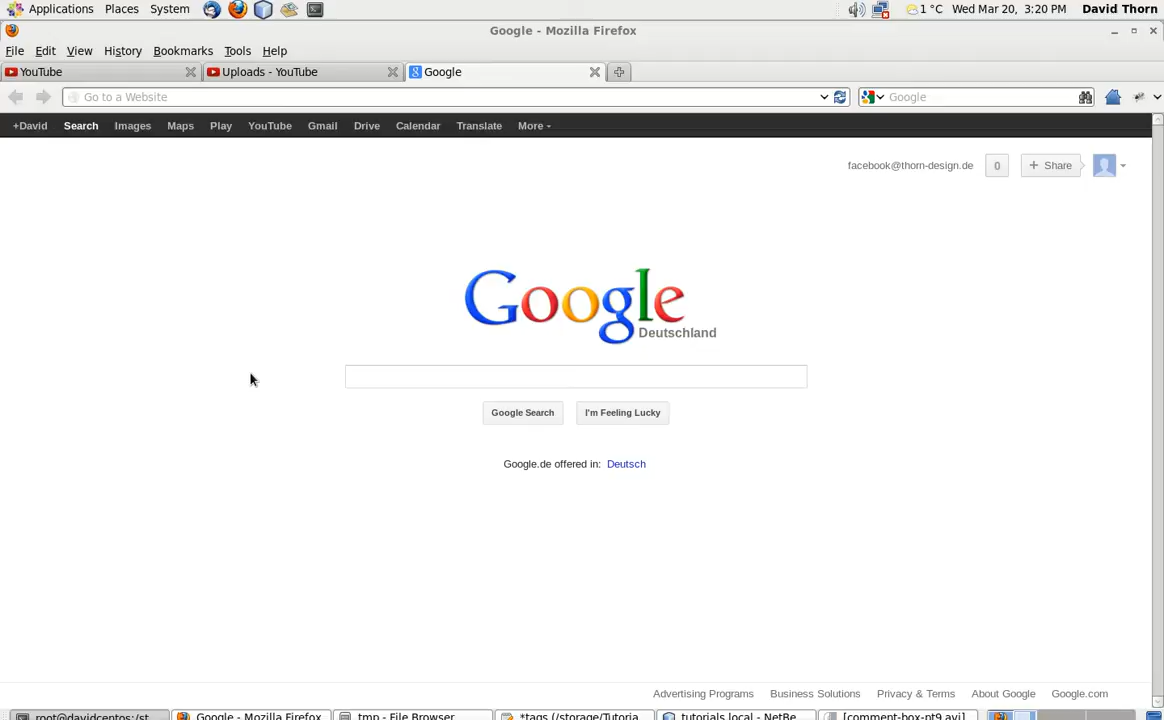 Applications Places System 1 °C Wed Mar 20, 3:20 PM David Thorn
Google - Mozilla Firefox
File Edit View History Bookmarks Tools Help
YouTube Uploads - YouTube Google
Go to a Website Google
+David Search Images Maps Play YouTube Gmail Drive Calendar Translate More
facebook@thorn-design.de 0 + Share
Google
Deutschland
Google Search I'm Feeling Lucky
Google.de offered in: Deutsch
Advertising Programs Business Solutions Privacy & Terms About Google Google.com
root@davidcentos:/st Google - Mozilla Firefox tmp - File Browser *tags (/storage/Tutoria tutorials.local - NetBe [comment-box-pt9.avi]